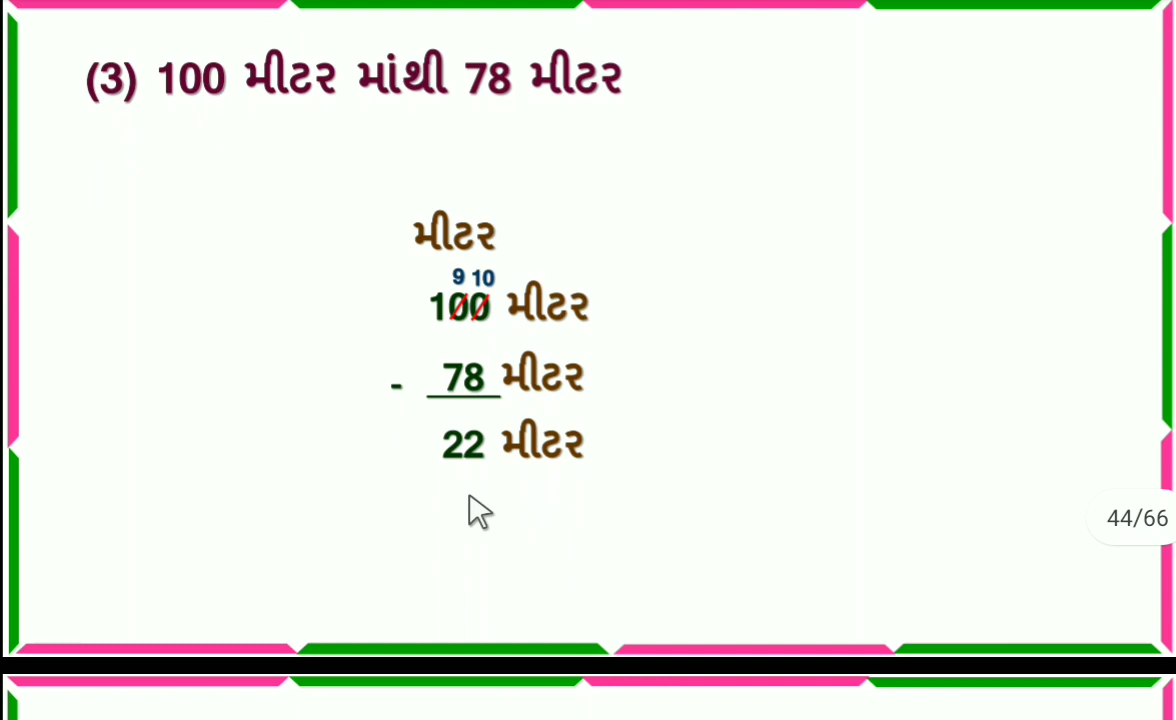 (3) 100 મીટર માંથી 78 મીટર
મીટર
9 10
100 મીટર
- 78 મીટર
22 મીટર
44/66